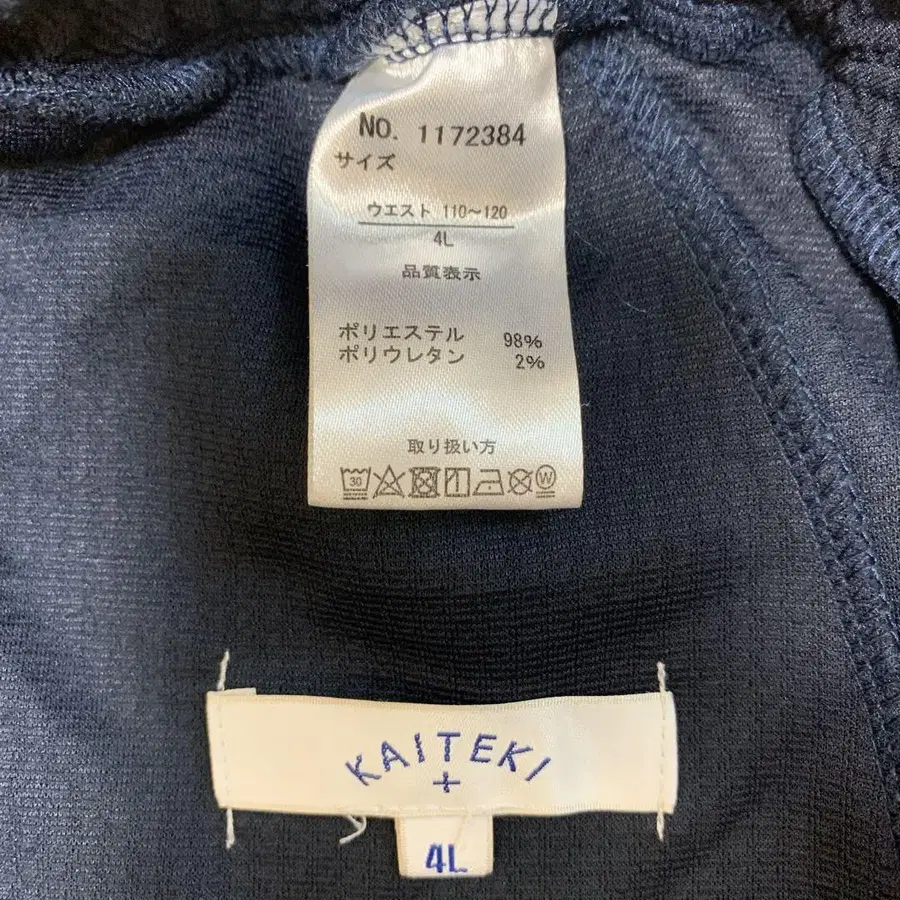 NO. 1172384
サイズ
ウエスト 110~120
4L
品質表示
ポリエステル 98%
ポリウレタン 2%
取り扱い方
30 W
KAITEKI
+
4L